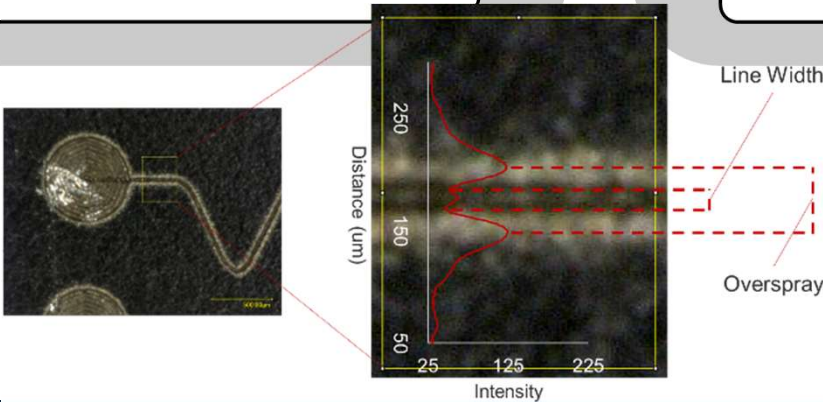 Line Width
250
Distance (um)
150
Overspray
50
25 125 225
Intensity